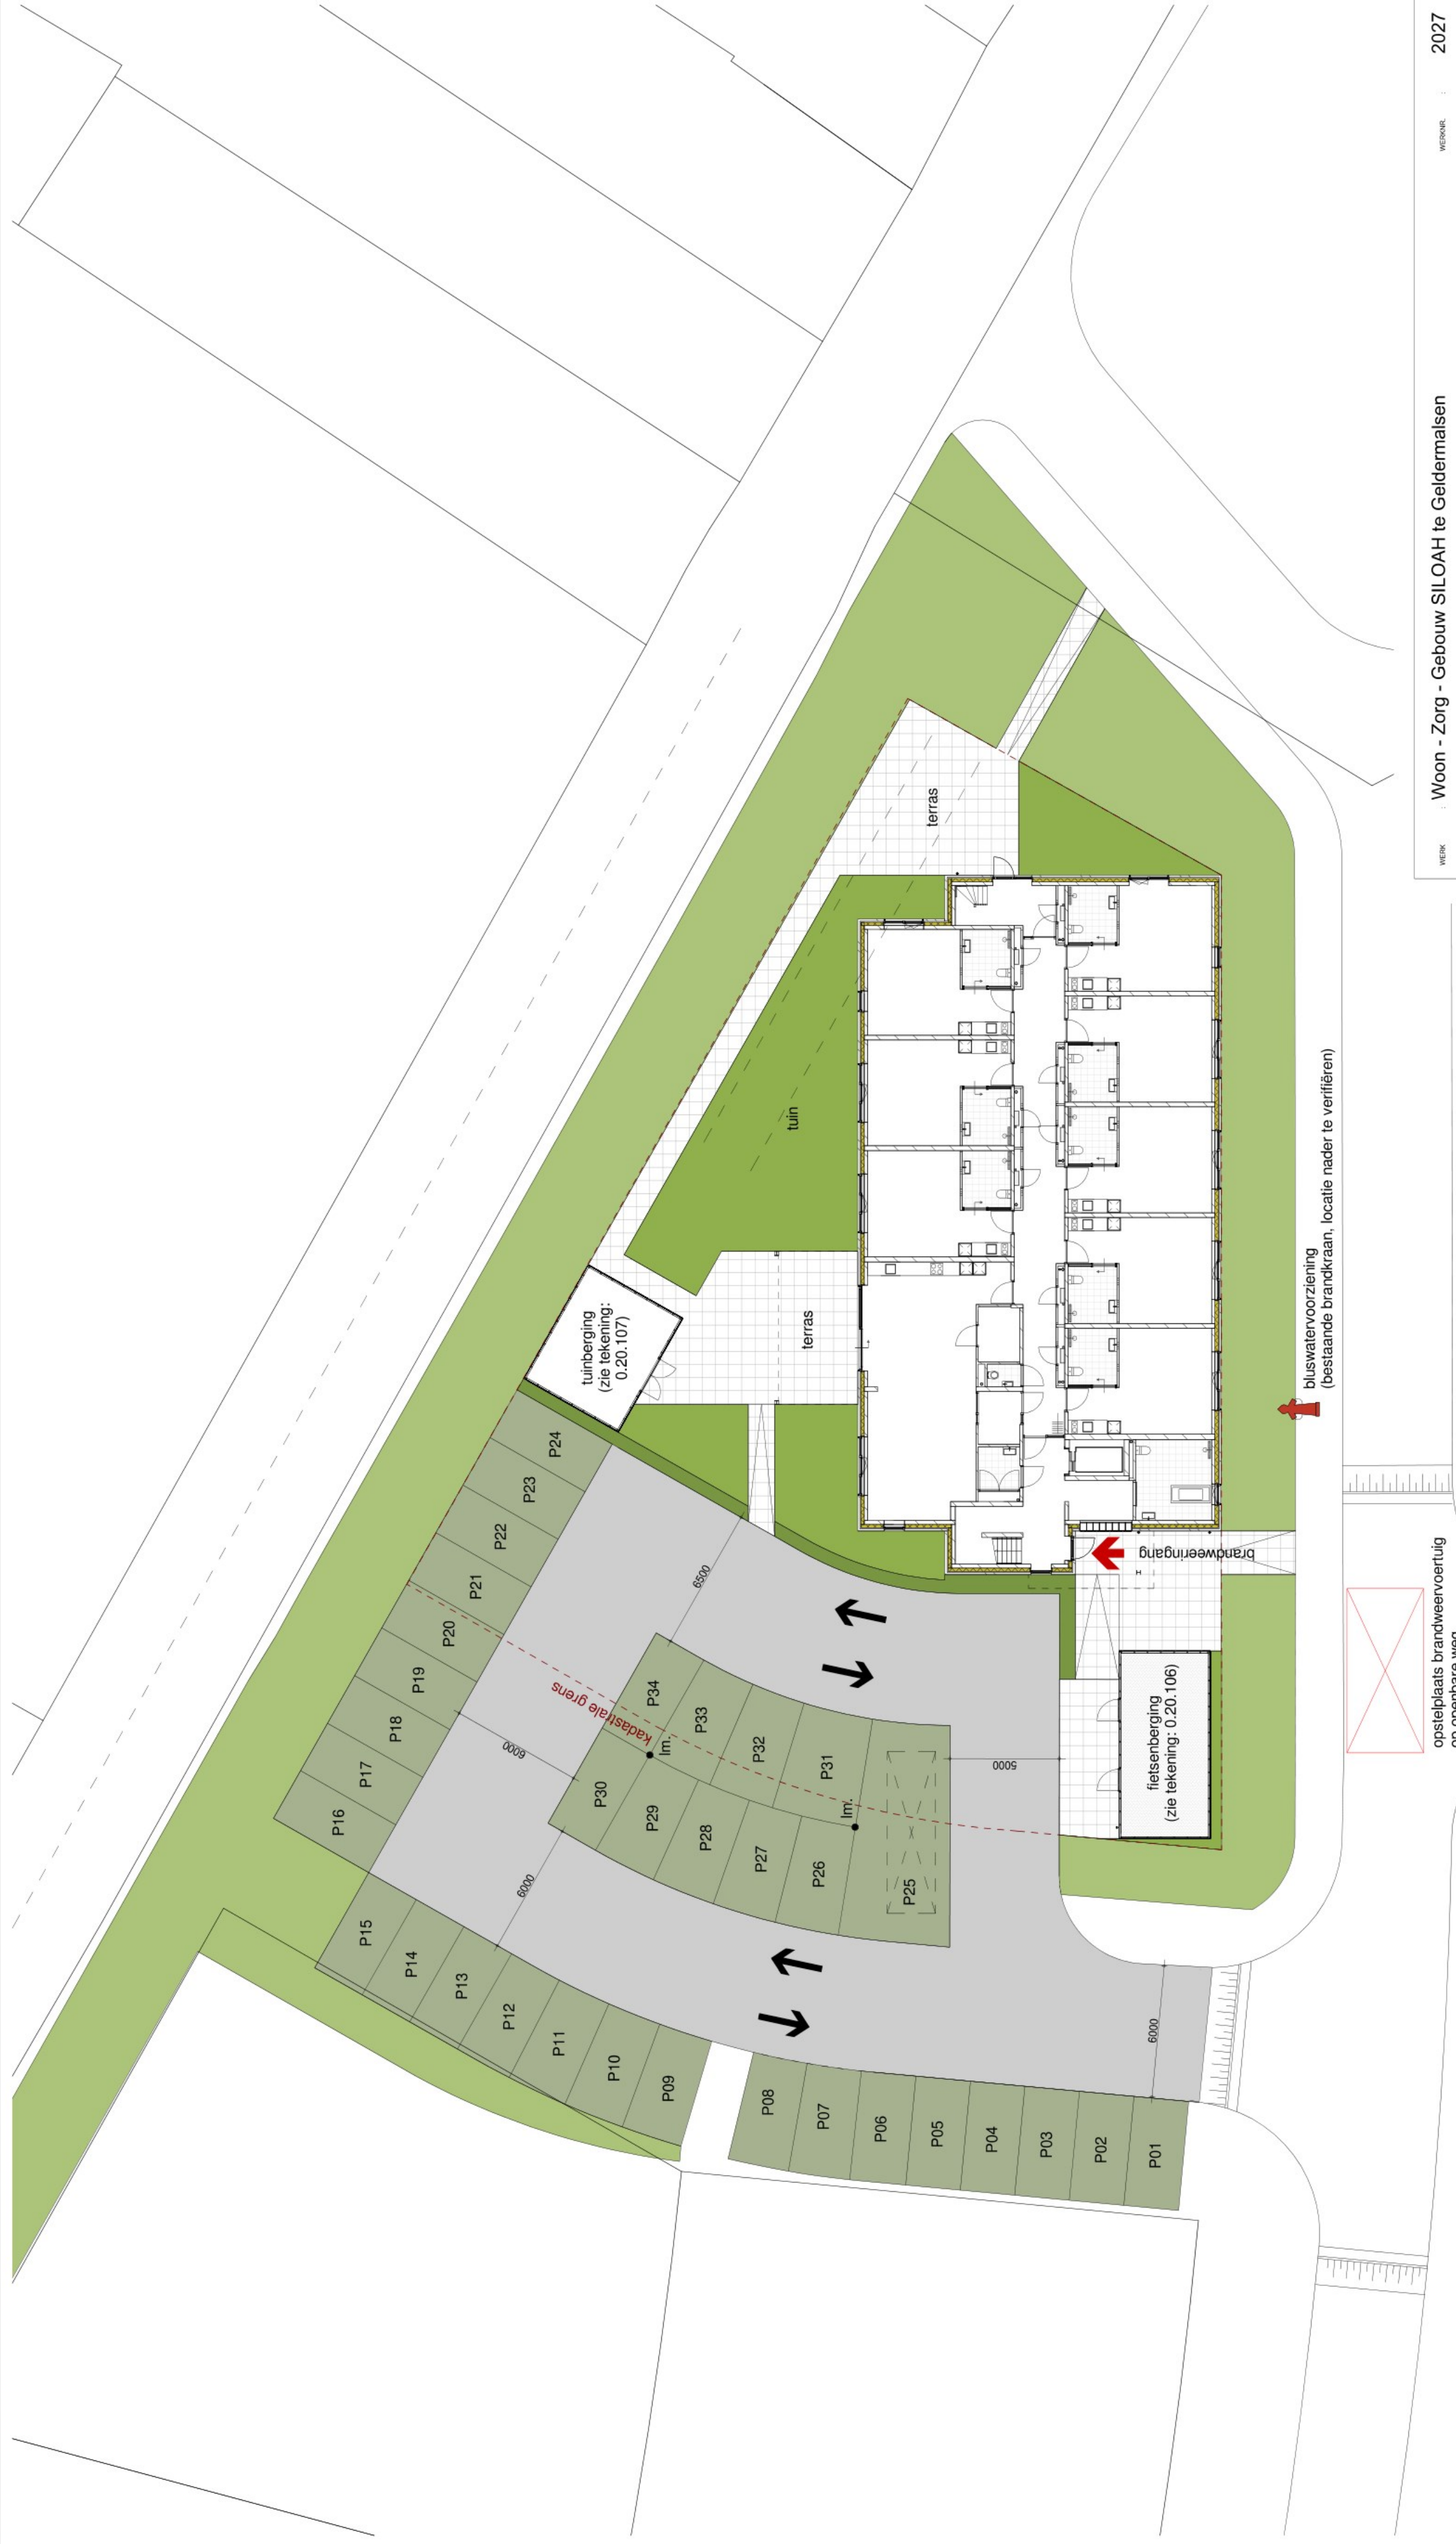 P01
P02
P03
P04
P05
P06
P07
P08
P09
P10
P11
P12
P13
P14
P15
P16
P17
P18
P19
P20
P21
P22
P23
P24
P25
P26
P27
P28
P29
P30
P31
P32
P33
P34
lm.
lm.
kadastrale grens
6000
6000
6000
6500
5000
tuinberging
(zie tekening:
0.20.107)
terras
tuin
terras
fietsenberging
(zie tekening: 0.20.106)
brandweeringang
H
H
H
bluswatervoorziening
(bestaande brandkraan, locatie nader te verifiëren)
opstelplaats brandweervoertuig
op openbare weg
WERK : Woon - Zorg - Gebouw SILOAH te Geldermalsen
WERKNR. : 2027